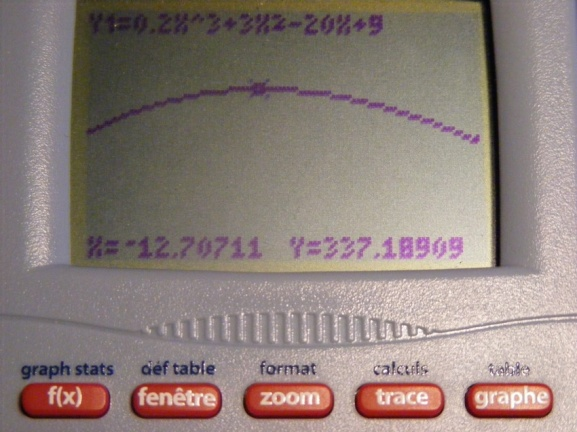 Y1=0.2X^3+3X²-20X+9
X=-12.70711 Y=337.18909
graph stats déf table format calculs table
f(x) fenêtre zoom trace graphe